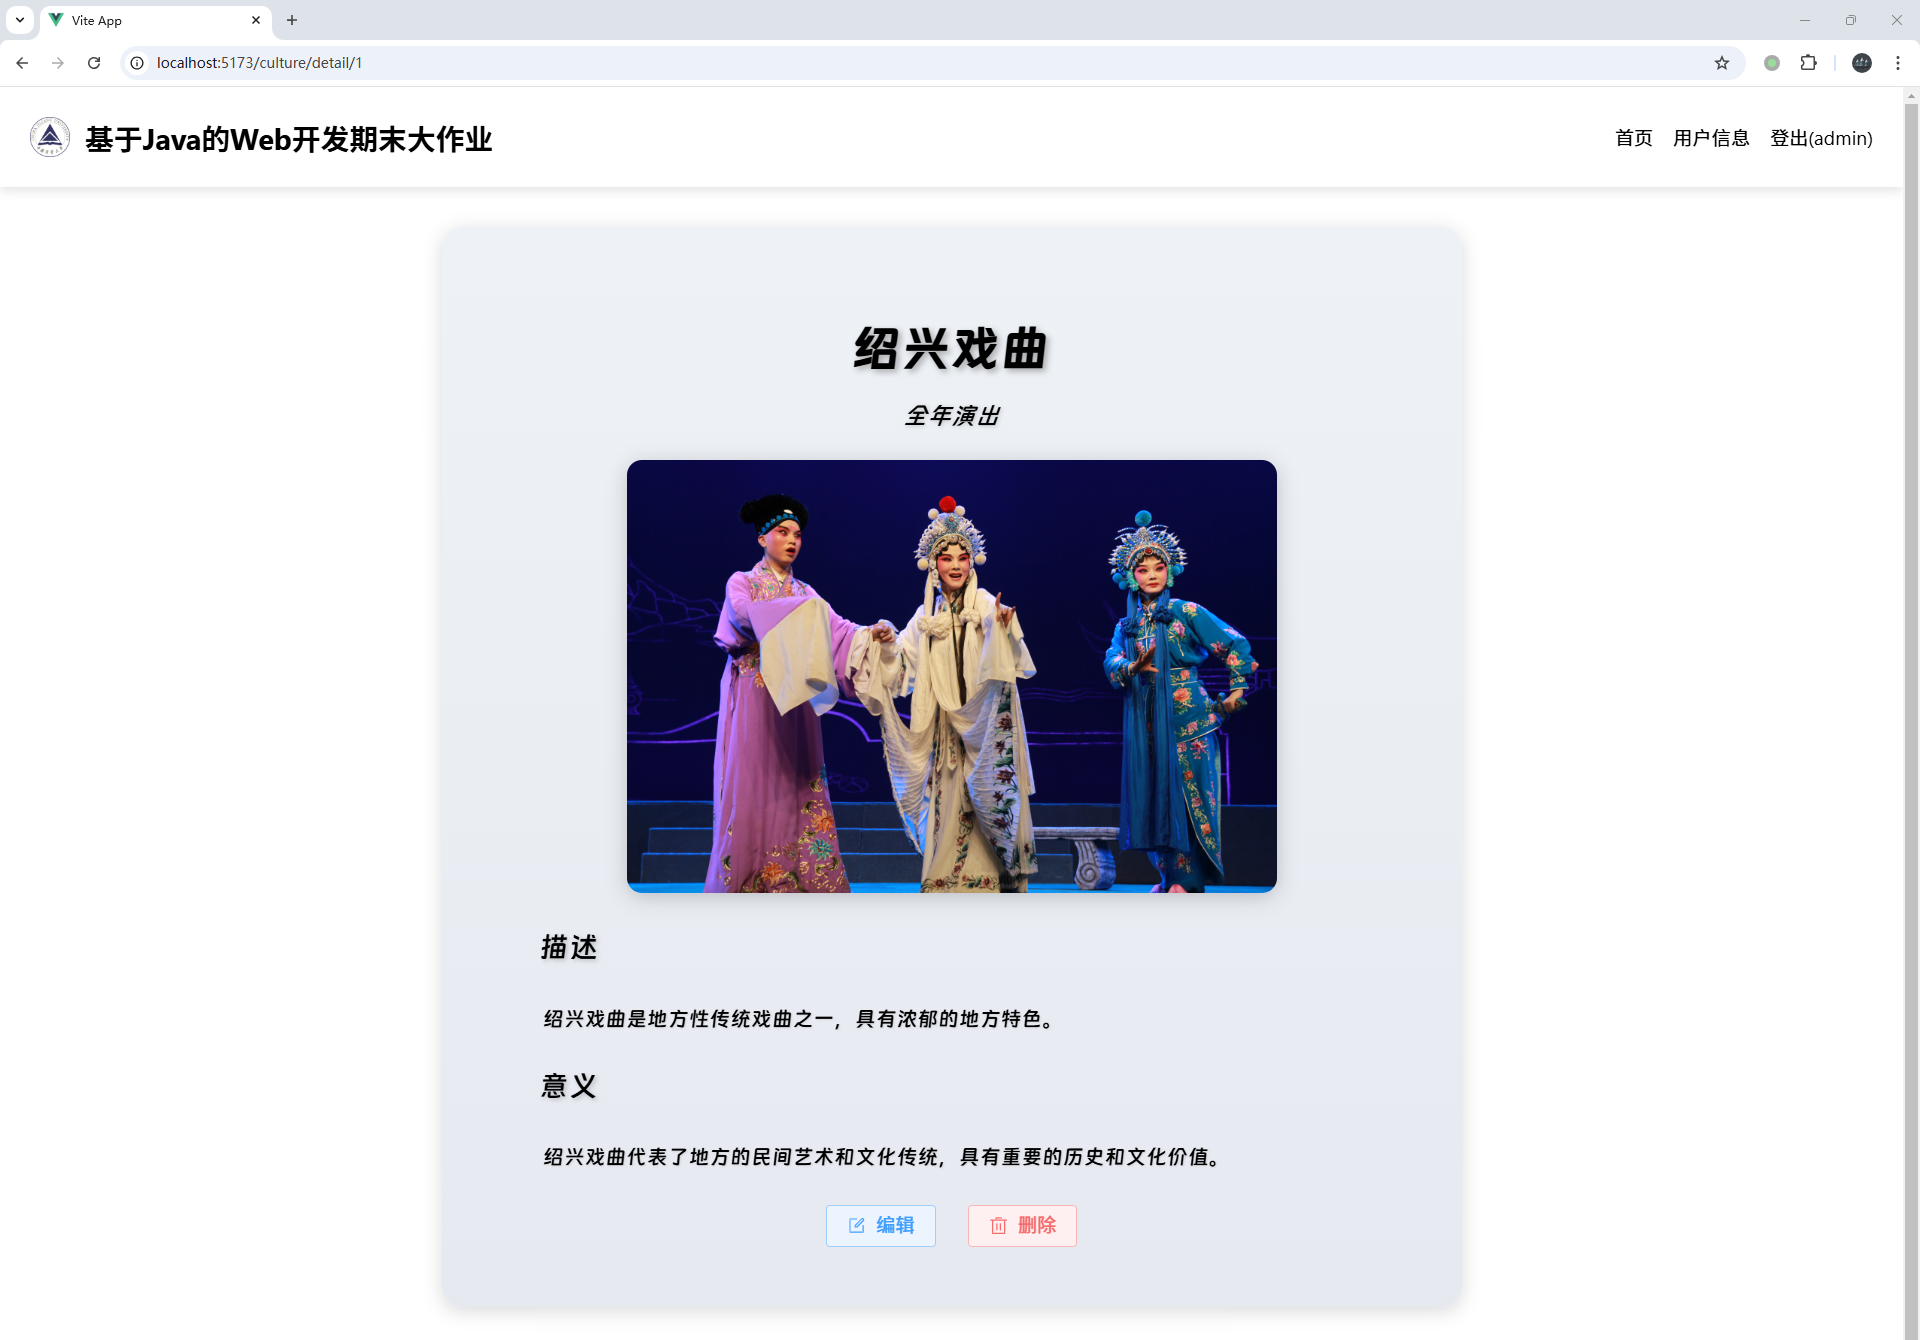 Vite App
localhost:5173/culture/detail/1
基于Java的Web开发期末大作业
首页 用户信息 登出(admin)
绍兴戏曲
全年演出
描述
绍兴戏曲是地方性传统戏曲之一，具有浓郁的地方特色。
意义
绍兴戏曲代表了地方的民间艺术和文化传统，具有重要的历史和文化价值。
编辑 删除